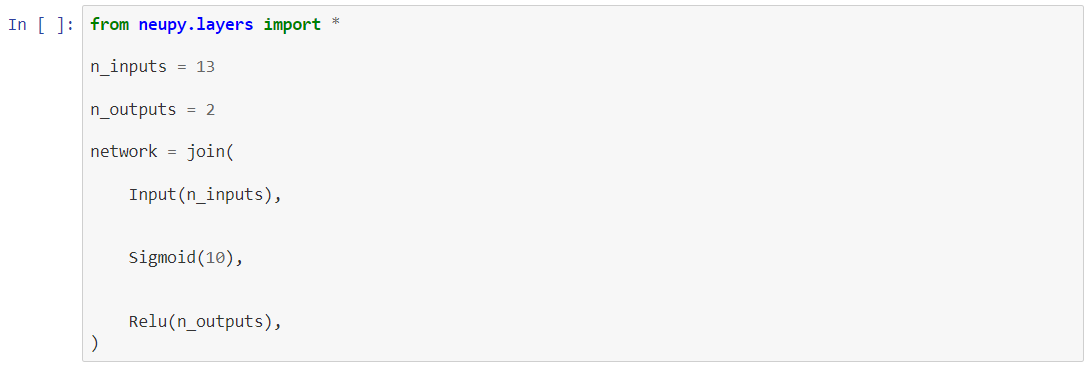 In [ ]: from neupy.layers import *
n_inputs = 13
n_outputs = 2
network = join(
    Input(n_inputs),
    Sigmoid(10),
    Relu(n_outputs),
)